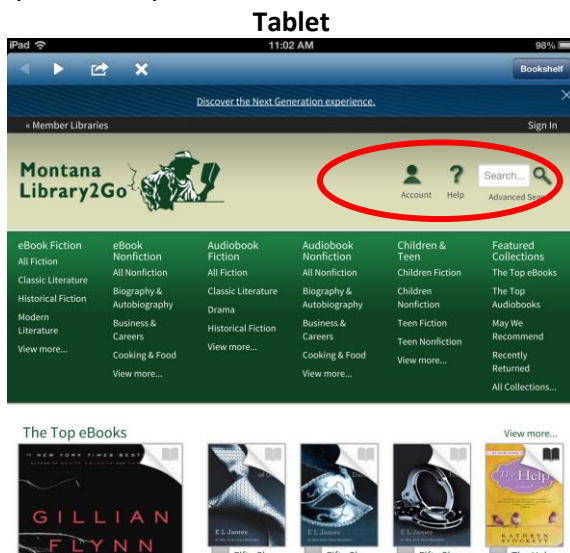 Tablet
iPad 11:02 AM 98%
Bookshelf
Discover the Next Generation experience.
« Member Libraries Sign In
Montana
Library2Go
Search...
Account Help Advanced Search
eBook Fiction
All Fiction
Classic Literature
Historical Fiction
Modern
Literature
View more...
eBook
Nonfiction
All Nonfiction
Biography &
Autobiography
Business &
Careers
Cooking & Food
View more...
Audiobook
Fiction
All Fiction
Classic Literature
Drama
Historical Fiction
View more...
Audiobook
Nonfiction
All Nonfiction
Biography &
Autobiography
Business &
Careers
Cooking & Food
View more...
Children &
Teen
Children Fiction
Children
Nonfiction
Teen Fiction
Teen Nonfiction
View more...
Featured
Collections
The Top eBooks
The Top
Audiobooks
May We
Recommend
Recently
Returned
All Collections...
The Top eBooks View more...
GILLIAN
FLYNN
E L James
E L James
E L James
The Help
KATHRYN
STOCKETT